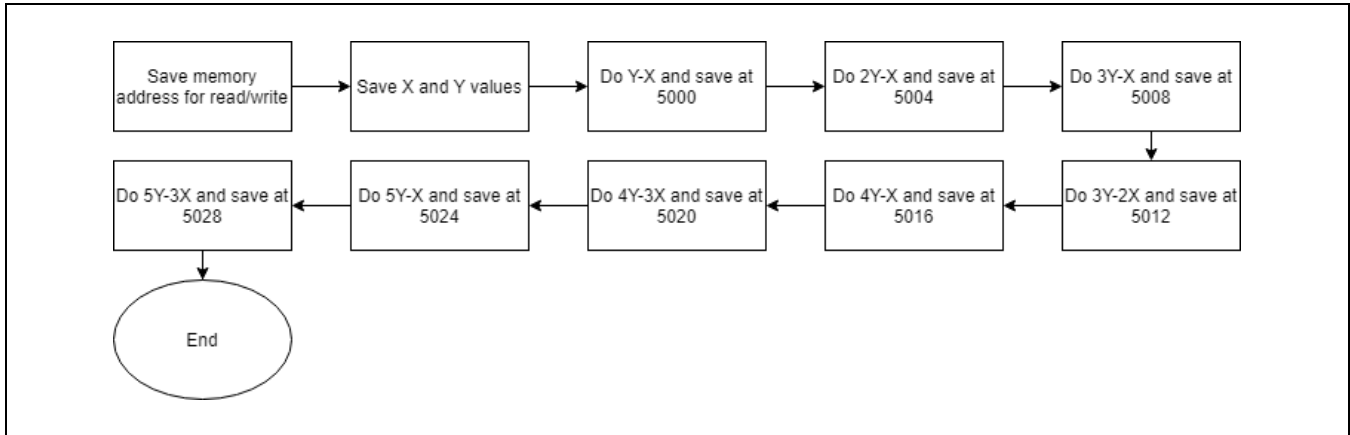 Save memory
address for read/write
Save X and Y values
Do Y-X and save at
5000
Do 2Y-X and save at
5004
Do 3Y-X and save at
5008
Do 3Y-2X and save at
5012
Do 4Y-X and save at
5016
Do 4Y-3X and save at
5020
Do 5Y-X and save at
5024
Do 5Y-3X and save at
5028
End